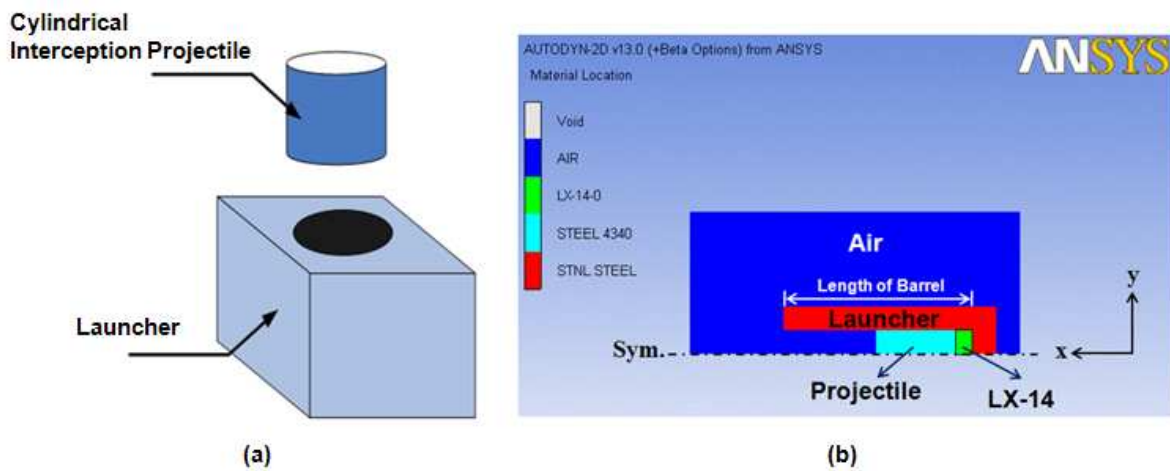 Cylindrical
Interception Projectile
Launcher
(a)
AUTODYN-2D v13.0 (+Beta Options) from ANSYS
Material Location
ANSYS
Void
AIR
LX-14-0
STEEL 4340
STNL STEEL
Air
Length of Barrel
Launcher
Sym.
y
x
Projectile
LX-14
(b)